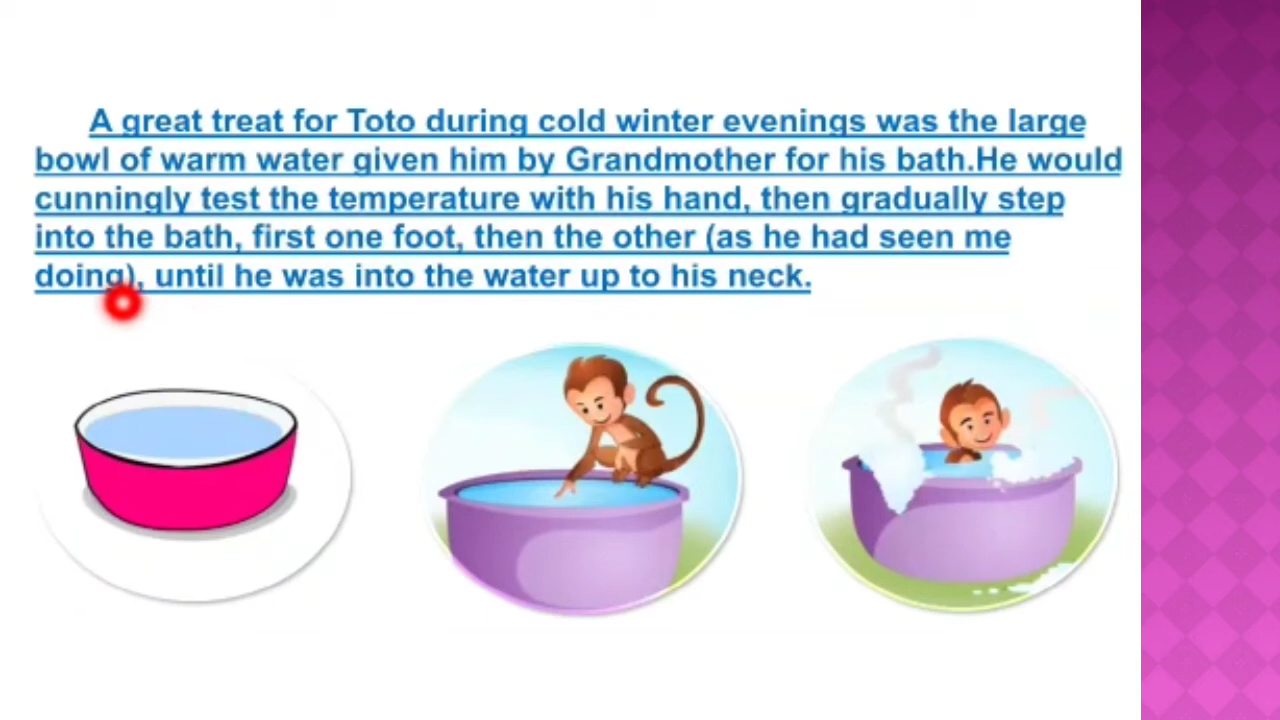 A great treat for Toto during cold winter evenings was the large
bowl of warm water given him by Grandmother for his bath.He would
cunningly test the temperature with his hand, then gradually step
into the bath, first one foot, then the other (as he had seen me
doing), until he was into the water up to his neck.